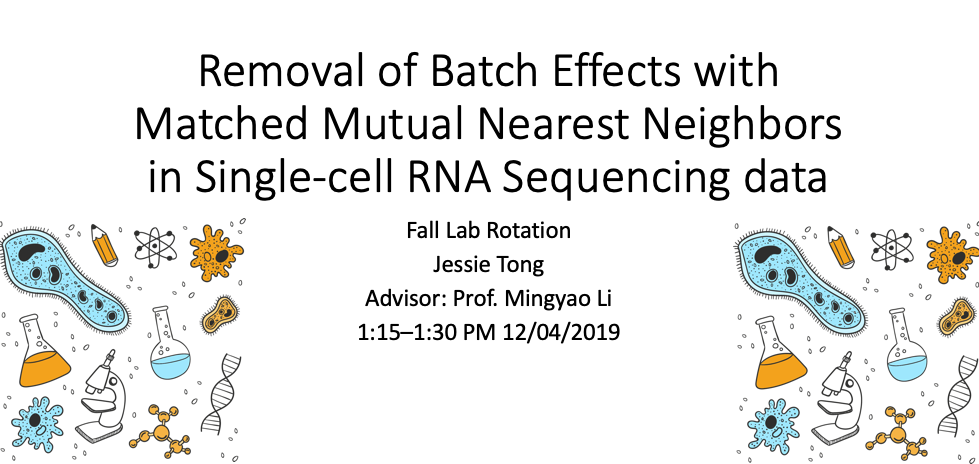 Removal of Batch Effects with
Matched Mutual Nearest Neighbors
in Single-cell RNA Sequencing data
Fall Lab Rotation
Jessie Tong
Advisor: Prof. Mingyao Li
1:15–1:30 PM 12/04/2019